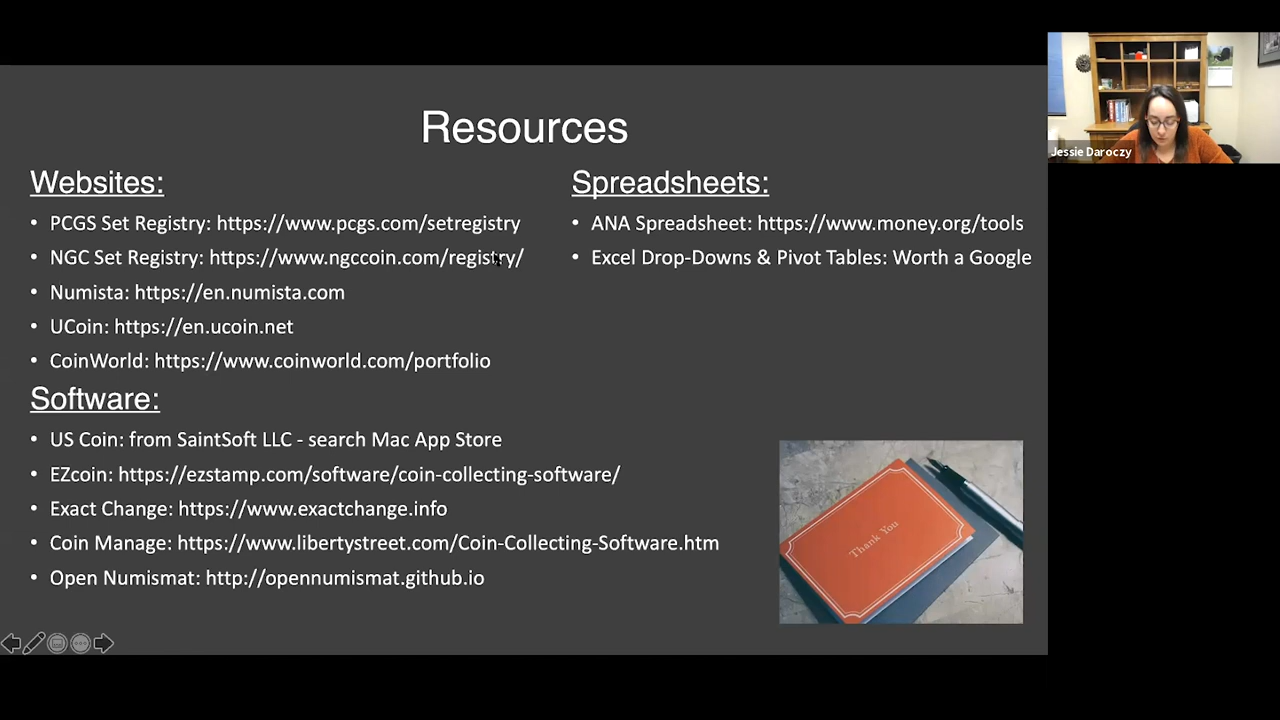 Resources
Websites:
• PCGS Set Registry: https://www.pcgs.com/setregistry
• NGC Set Registry: https://www.ngccoin.com/registry/
• Numista: https://en.numista.com
• UCoin: https://en.ucoin.net
• CoinWorld: https://www.coinworld.com/portfolio
Software:
• US Coin: from SaintSoft LLC - search Mac App Store
• EZcoin: https://ezstamp.com/software/coin-collecting-software/
• Exact Change: https://www.exactchange.info
• Coin Manage: https://www.libertystreet.com/Coin-Collecting-Software.htm
• Open Numismat: http://opennumismat.github.io
Spreadsheets:
• ANA Spreadsheet: https://www.money.org/tools
• Excel Drop-Downs & Pivot Tables: Worth a Google
Thank You
Jessie Daroczy